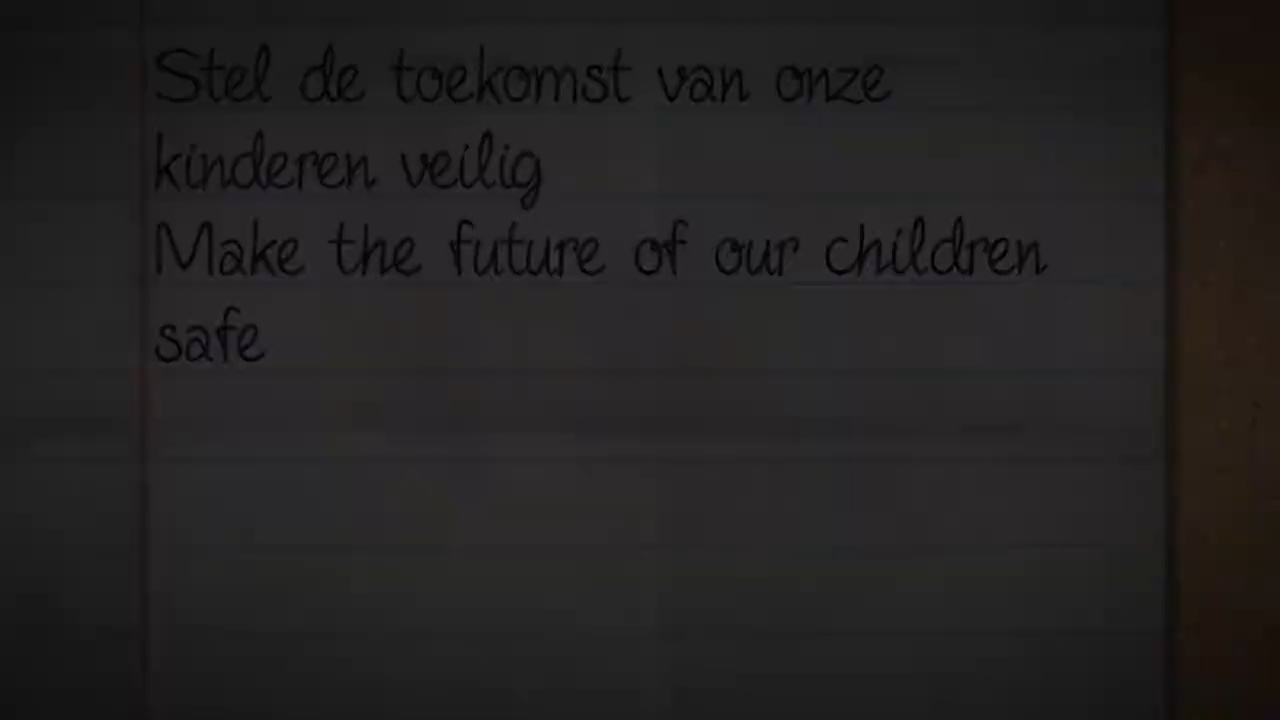 Stel de toekomst van onze
kinderen veilig
Make the future of our children
safe